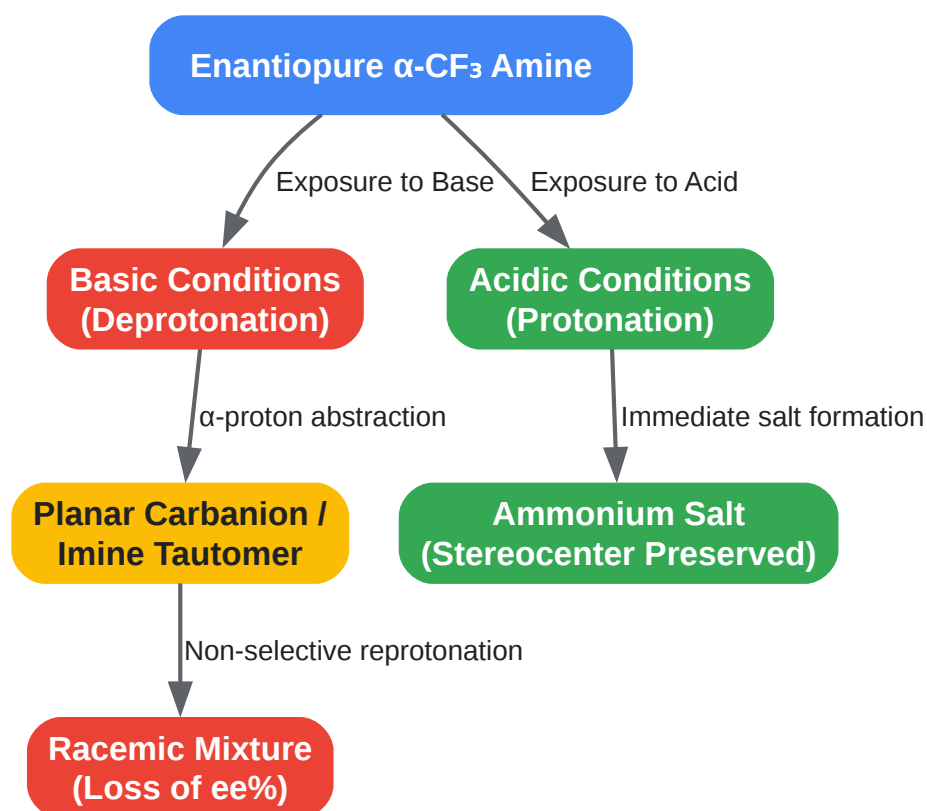 Enantiopure α-CF₃ Amine
Exposure to Base
Exposure to Acid
Basic Conditions
(Deprotonation)
Acidic Conditions
(Protonation)
α-proton abstraction
Immediate salt formation
Planar Carbanion /
Imine Tautomer
Ammonium Salt
(Stereocenter Preserved)
Non-selective reprotonation
Racemic Mixture
(Loss of ee%)